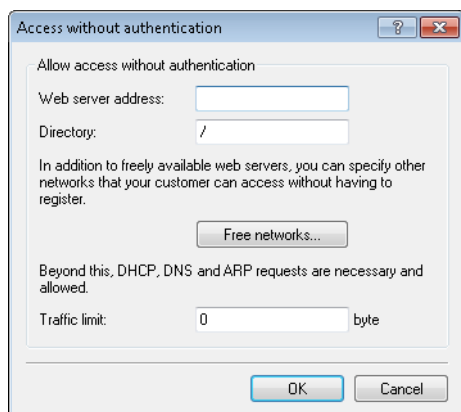 Access without authentication
?
Allow access without authentication
Web server address:
Directory: /
In addition to freely available web servers, you can specify other
networks that your customer can access without having to
register.
Free networks...
Beyond this, DHCP, DNS and ARP requests are necessary and
allowed.
Traffic limit: 0 byte
OK Cancel